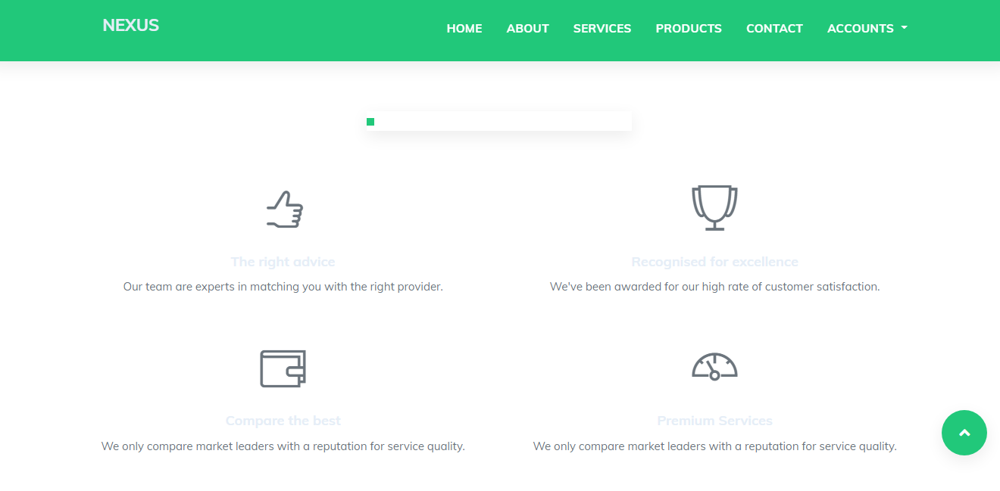 NEXUS
HOME ABOUT SERVICES PRODUCTS CONTACT ACCOUNTS
The right advice
Our team are experts in matching you with the right provider.
Recognised for excellence
We've been awarded for our high rate of customer satisfaction.
Compare the best
We only compare market leaders with a reputation for service quality.
Premium Services
We only compare market leaders with a reputation for service quality.